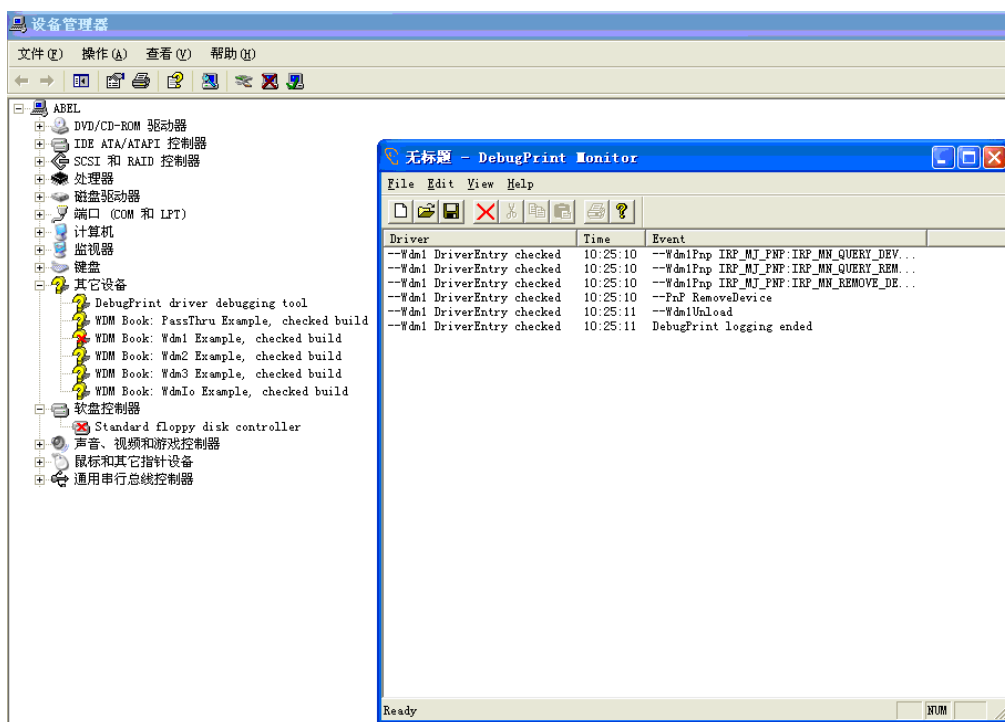 设备管理器
文件(F) 操作(A) 查看(V) 帮助(H)
ABEL
DVD/CD-ROM 驱动器
IDE ATA/ATAPI 控制器
SCSI 和 RAID 控制器
处理器
磁盘驱动器
端口 (COM 和 LPT)
计算机
监视器
键盘
其它设备
DebugPrint driver debugging tool
WDM Book: PassThru Example, checked build
WDM Book: Wdm1 Example, checked build
WDM Book: Wdm2 Example, checked build
WDM Book: Wdm3 Example, checked build
WDM Book: WdmIo Example, checked build
软盘控制器
Standard floppy disk controller
声音、视频和游戏控制器
鼠标和其它指针设备
通用串行总线控制器
无标题 - DebugPrint Monitor
File Edit View Help
Driver Time Event
--Wdm1 DriverEntry checked 10:25:10 --Wdm1Pnp IRP_MJ_PNP:IRP_MN_QUERY_DEV...
--Wdm1 DriverEntry checked 10:25:10 --Wdm1Pnp IRP_MJ_PNP:IRP_MN_QUERY_REM...
--Wdm1 DriverEntry checked 10:25:10 --Wdm1Pnp IRP_MJ_PNP:IRP_MN_REMOVE_DE...
--Wdm1 DriverEntry checked 10:25:10 --PnP RemoveDevice
--Wdm1 DriverEntry checked 10:25:11 --Wdm1Unload
--Wdm1 DriverEntry checked 10:25:11 DebugPrint logging ended
Ready NUM